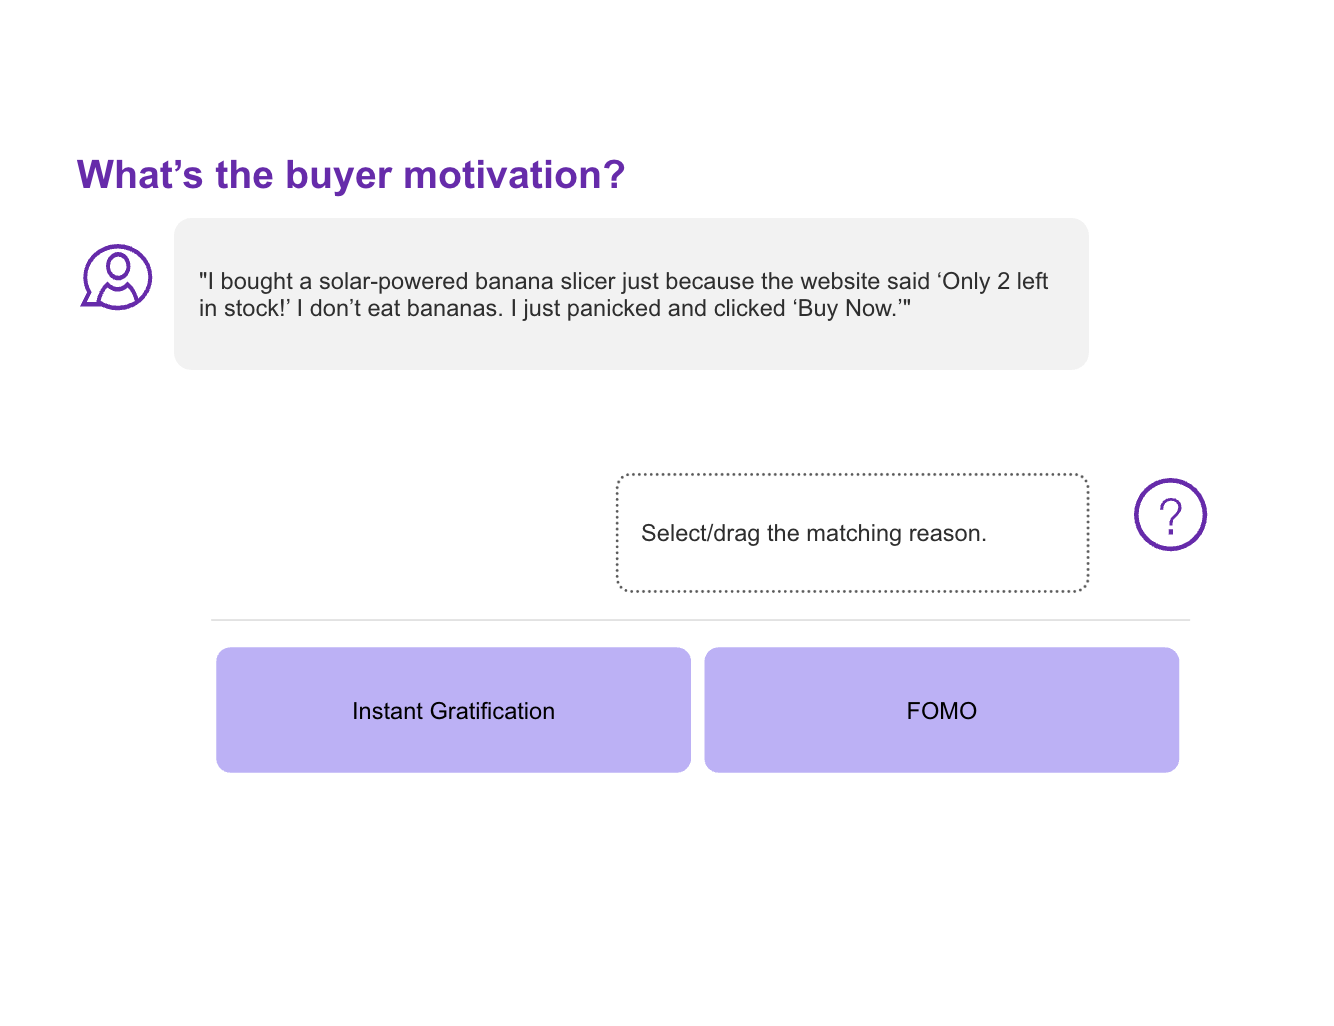 What’s the buyer motivation?
"I bought a solar-powered banana slicer just because the website said ‘Only 2 left
in stock!’ I don’t eat bananas. I just panicked and clicked ‘Buy Now.’"
Select/drag the matching reason.
?
Instant Gratification
FOMO